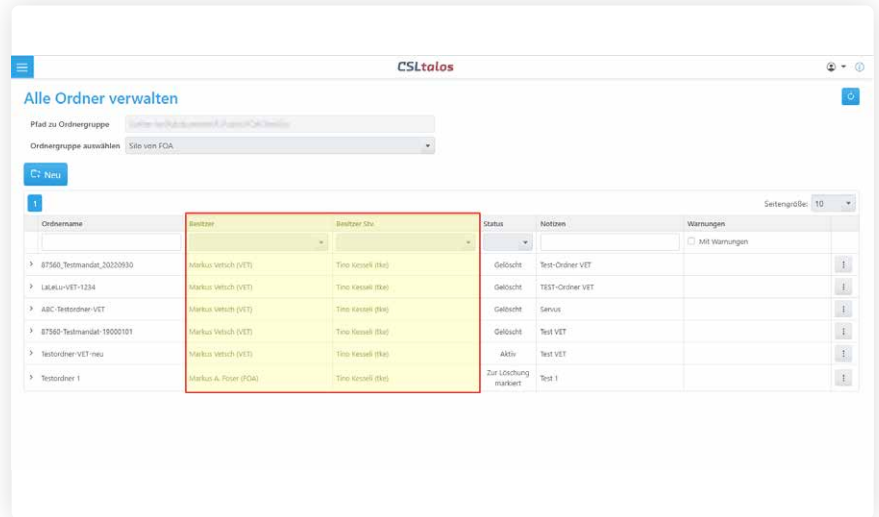 CSLtalos
Alle Ordner verwalten
Pfad zu Ordnergruppe
Ordnergruppe auswählen Silo von FOA
Neu
1 Seitengröße: 10
Ordnername Besitzer Besitzer Stv. Status Notizen Warnungen
Mit Warnungen
87560_Testmandat_20220930 Markus Vetsch (VET) Tino Kesseli (tke) Gelöscht Test-Ordner VET
LaLeLu-VET-1234 Markus Vetsch (VET) Tino Kesseli (tke) Gelöscht TEST-Ordner VET
ABC-Testordner-VET Markus Vetsch (VET) Tino Kesseli (tke) Gelöscht Servus
87560-Testmandat-19000101 Markus Vetsch (VET) Tino Kesseli (tke) Gelöscht Test VET
Testordner-VET-neu Markus Vetsch (VET) Tino Kesseli (tke) Aktiv Test VET
Testordner 1 Markus A. Foser (FOA) Tino Kesseli (tke) Zur Löschung markiert Test 1